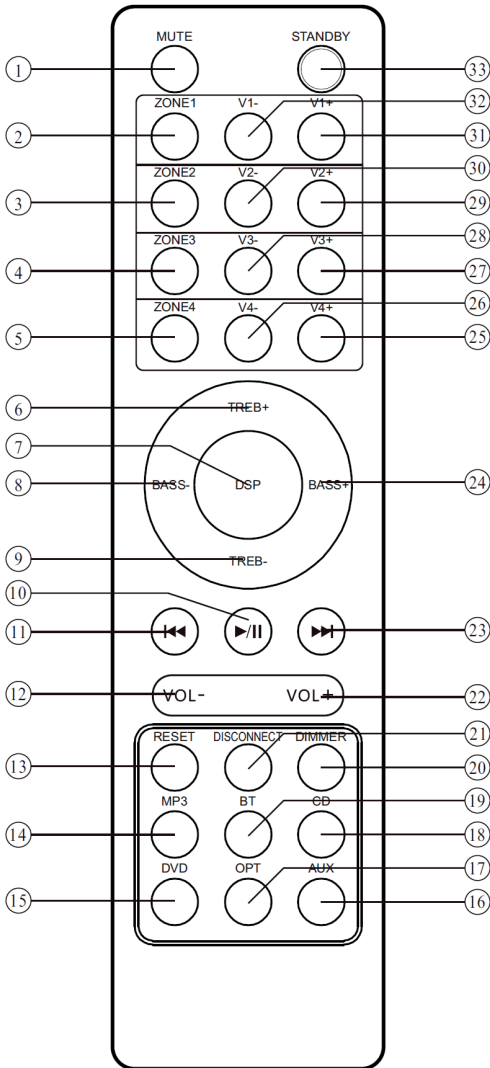 MUTE STANDBY
1 33
ZONE1 V1- V1+
32
2 31
ZONE2 V2- V2+
30
3 29
ZONE3 V3- V3+
28
4 27
ZONE4 V4- V4+
26
5 25
6 TREB+
7
8 BASS- DSP BASS+ 24
9 TREB-
10
11 ▶/II 23
12 VOL- VOL+ 22
RESET DISCONNECT DIMMER 21
13 20
MP3 BT CD 19
14 18
DVD OPT AUX 17
15 16